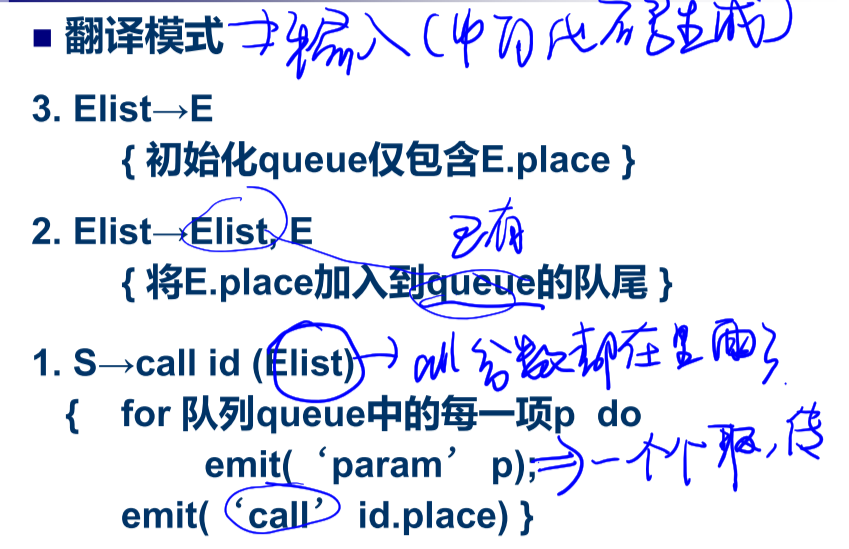 ■ 翻译模式 → 输入(中间代码生成)
3. Elist→E
{ 初始化queue仅包含E.place }
2. Elist→Elist, E
已有
{ 将E.place加入到queue的队尾 }
1. S→call id (Elist) → all 参数都在里面了
{ for 队列queue中的每一项p do
emit(‘param’ p); ⇒ 一个个取,传
emit(‘call’ id.place) }